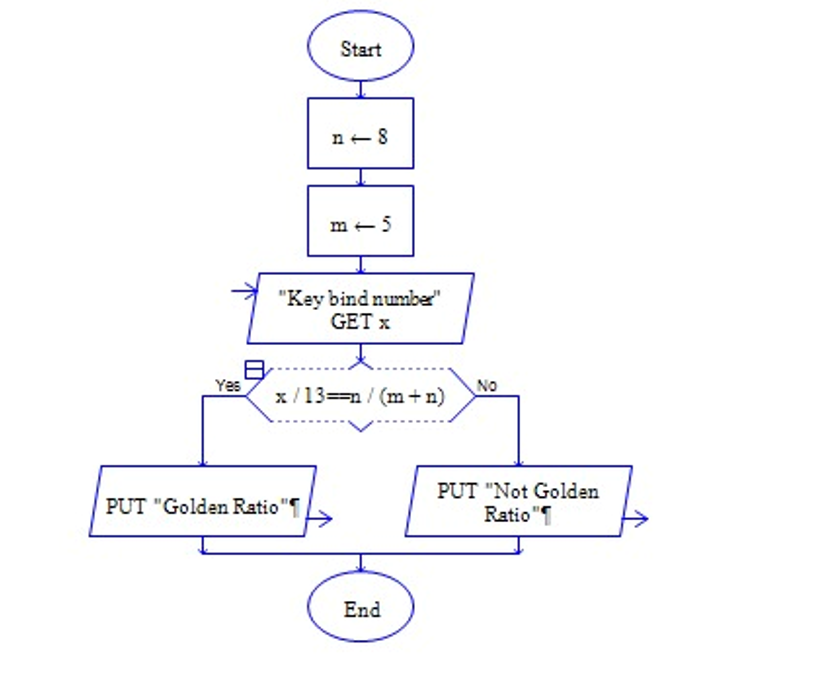 Start
n ← 8
m ← 5
"Key bind number"
GET x
Yes
x / 13==n / (m + n)
No
PUT "Golden Ratio"¶
PUT "Not Golden
Ratio"¶
End